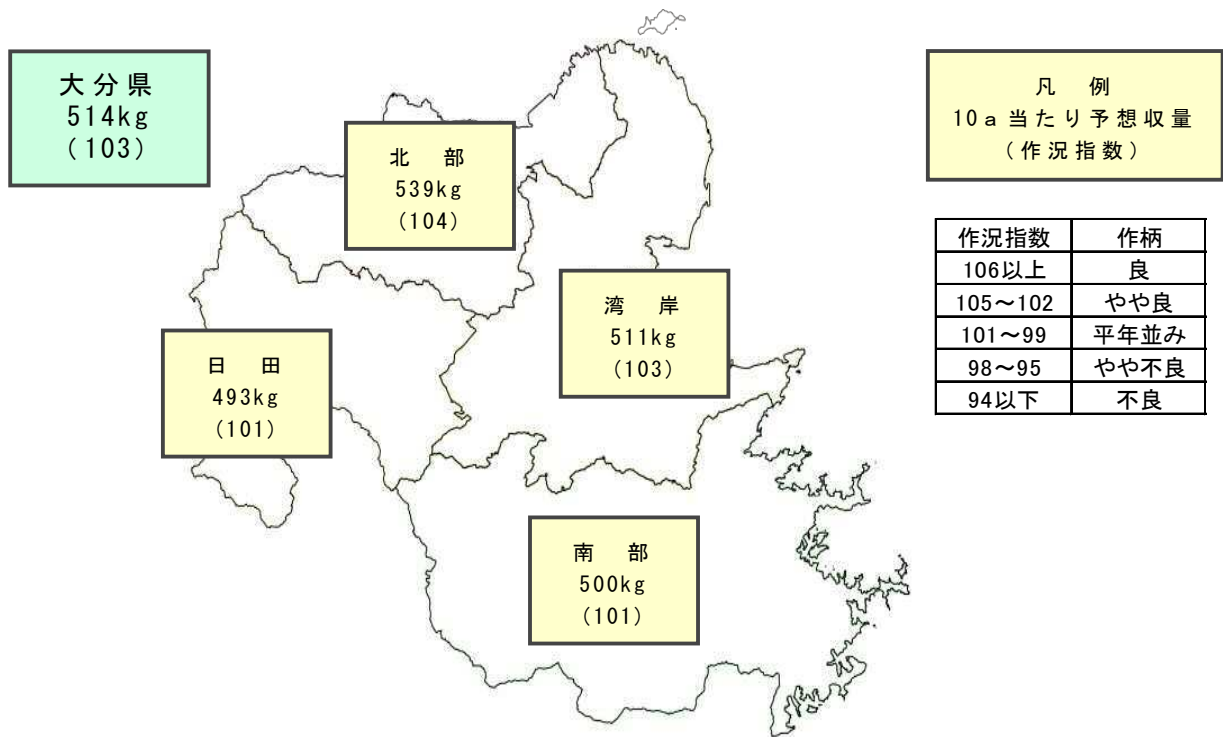 大分県
514kg
(103)
凡 例
10a当たり予想収量
(作況指数)
北 部
539kg
(104)
湾 岸
511kg
(103)
日 田
493kg
(101)
南 部
500kg
(101)
作況指数 作柄
106以上 良
105～102 やや良
101～99 平年並み
98～95 やや不良
94以下 不良